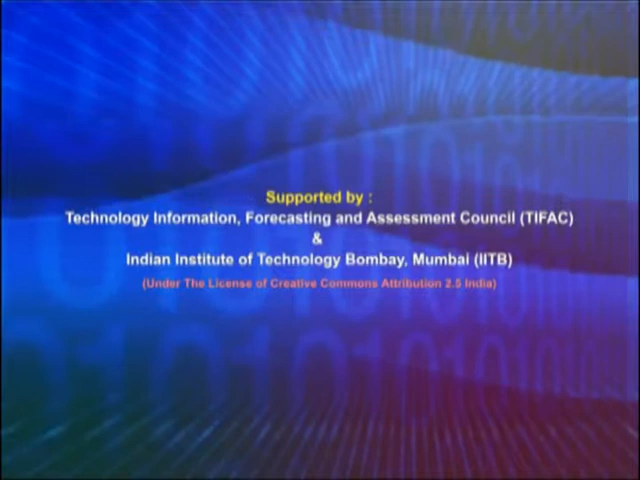 Supported by :
Technology Information, Forecasting and Assessment Council (TIFAC)
&
Indian Institute of Technology Bombay, Mumbai (IITB)
(Under The License of Creative Commons Attribution 2.5 India)